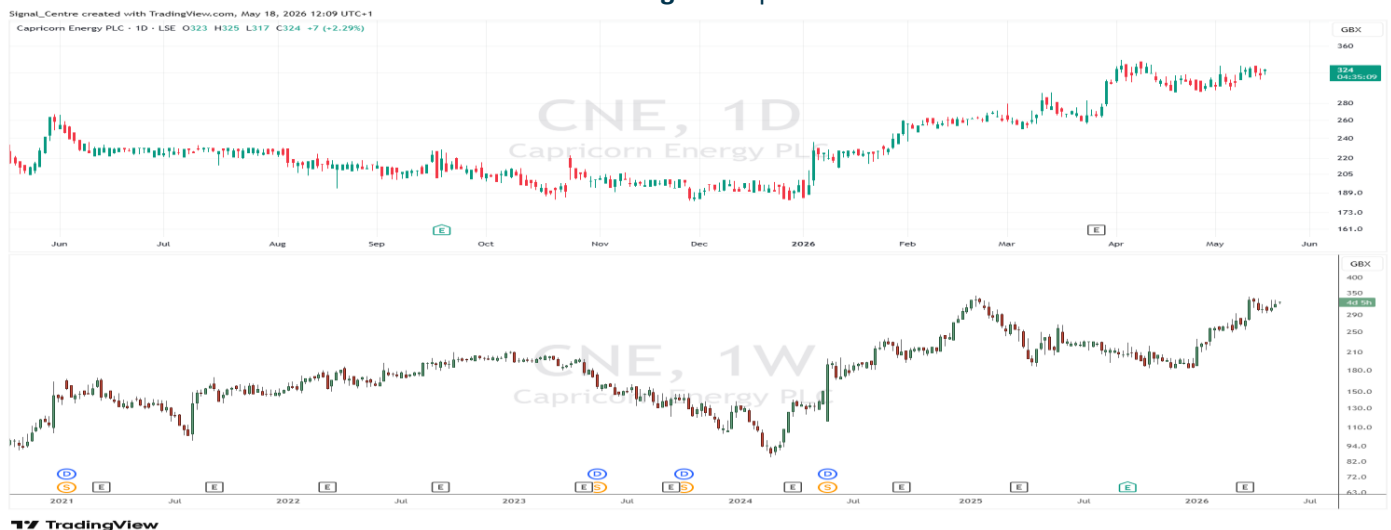 Signal_Centre created with TradingView.com, May 18, 2026 12:09 UTC+1
Capricorn Energy PLC · 1D · LSE O323 H325 L317 C324 +7 (+2.29%)
GBX
360
324
04:35:09
280
260
240
220
205
189.0
173.0
161.0
CNE, 1D
Capricorn Energy PLC
E
E
Jun Jul Aug Sep Oct Nov Dec 2026 Feb Mar Apr May Jun
GBX
400
350
4d 5h
290
250
210
180.0
150.0
130.0
110.0
94.0
82.0
72.0
63.0
CNE, 1W
Capricorn Energy PLC
D D D D
S E E E E E S E S E S E E E E
2021 Jul 2022 Jul 2023 Jul 2024 Jul 2025 Jul 2026 Jul
TradingView